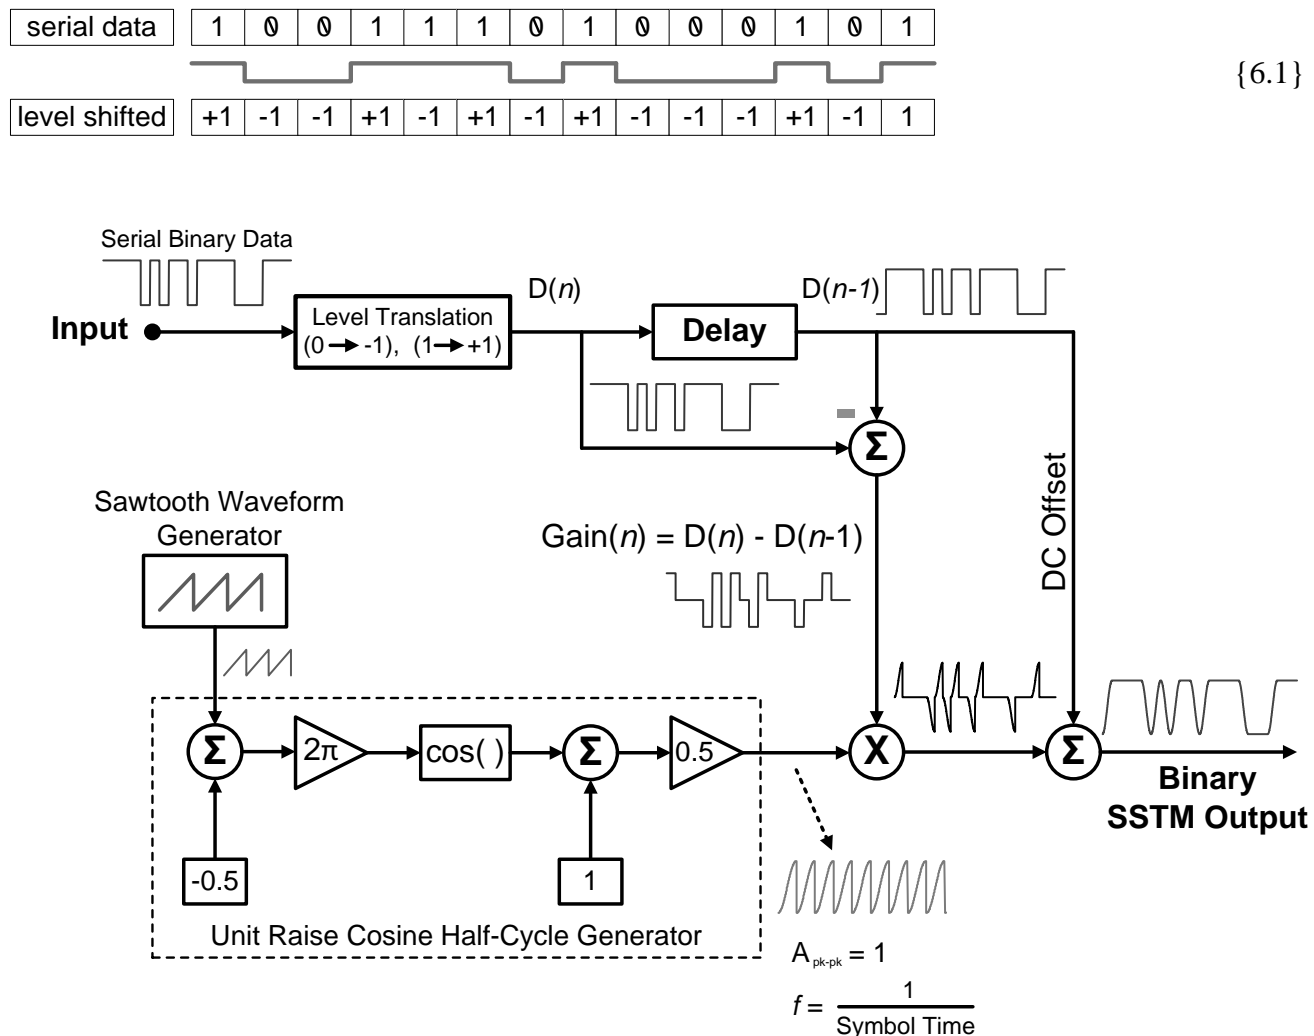 serial data 1 0 0 1 1 1 0 1 0 0 0 1 0 1
{6.1}
level shifted +1 -1 -1 +1 -1 +1 -1 +1 -1 -1 -1 +1 -1 1
Serial Binary Data
Input
Level Translation
(0 → -1), (1 → +1)
D(n)
Delay
D(n-1)
Σ
DC Offset
Gain(n) = D(n) - D(n-1)
Sawtooth Waveform
Generator
Σ
2π
cos( )
Σ
0.5
X
Σ
Binary
SSTM Output
-0.5
1
Unit Raise Cosine Half-Cycle Generator
A pk-pk = 1
f = 1
Symbol Time